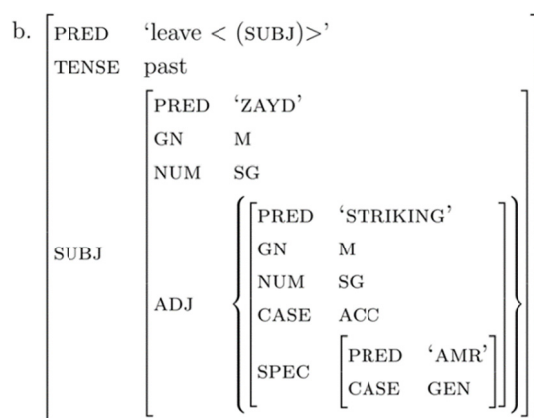 b. PRED ‘leave < (SUBJ)>’
TENSE past
PRED ‘ZAYD’
GN M
NUM SG
PRED ‘STRIKING’
SUBJ GN M
NUM SG
ADJ CASE ACC
SPEC PRED ‘AMR’
CASE GEN